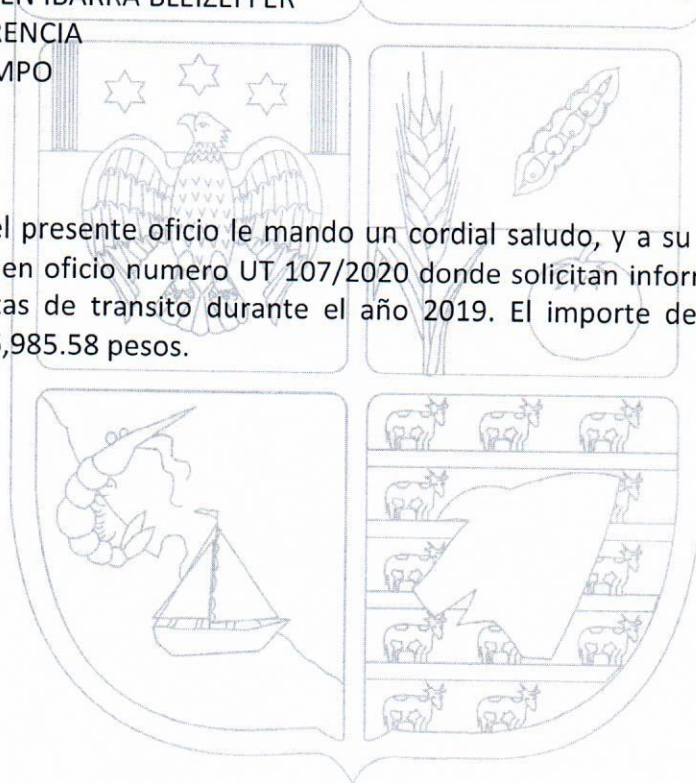 EN IBARRA BLEIZEFFER
RENCIA
MPO
el presente oficio le mando un cordial saludo, y a su
en oficio numero UT 107/2020 donde solicitan infor
as de transito durante el año 2019. El importe de
,985.58 pesos.